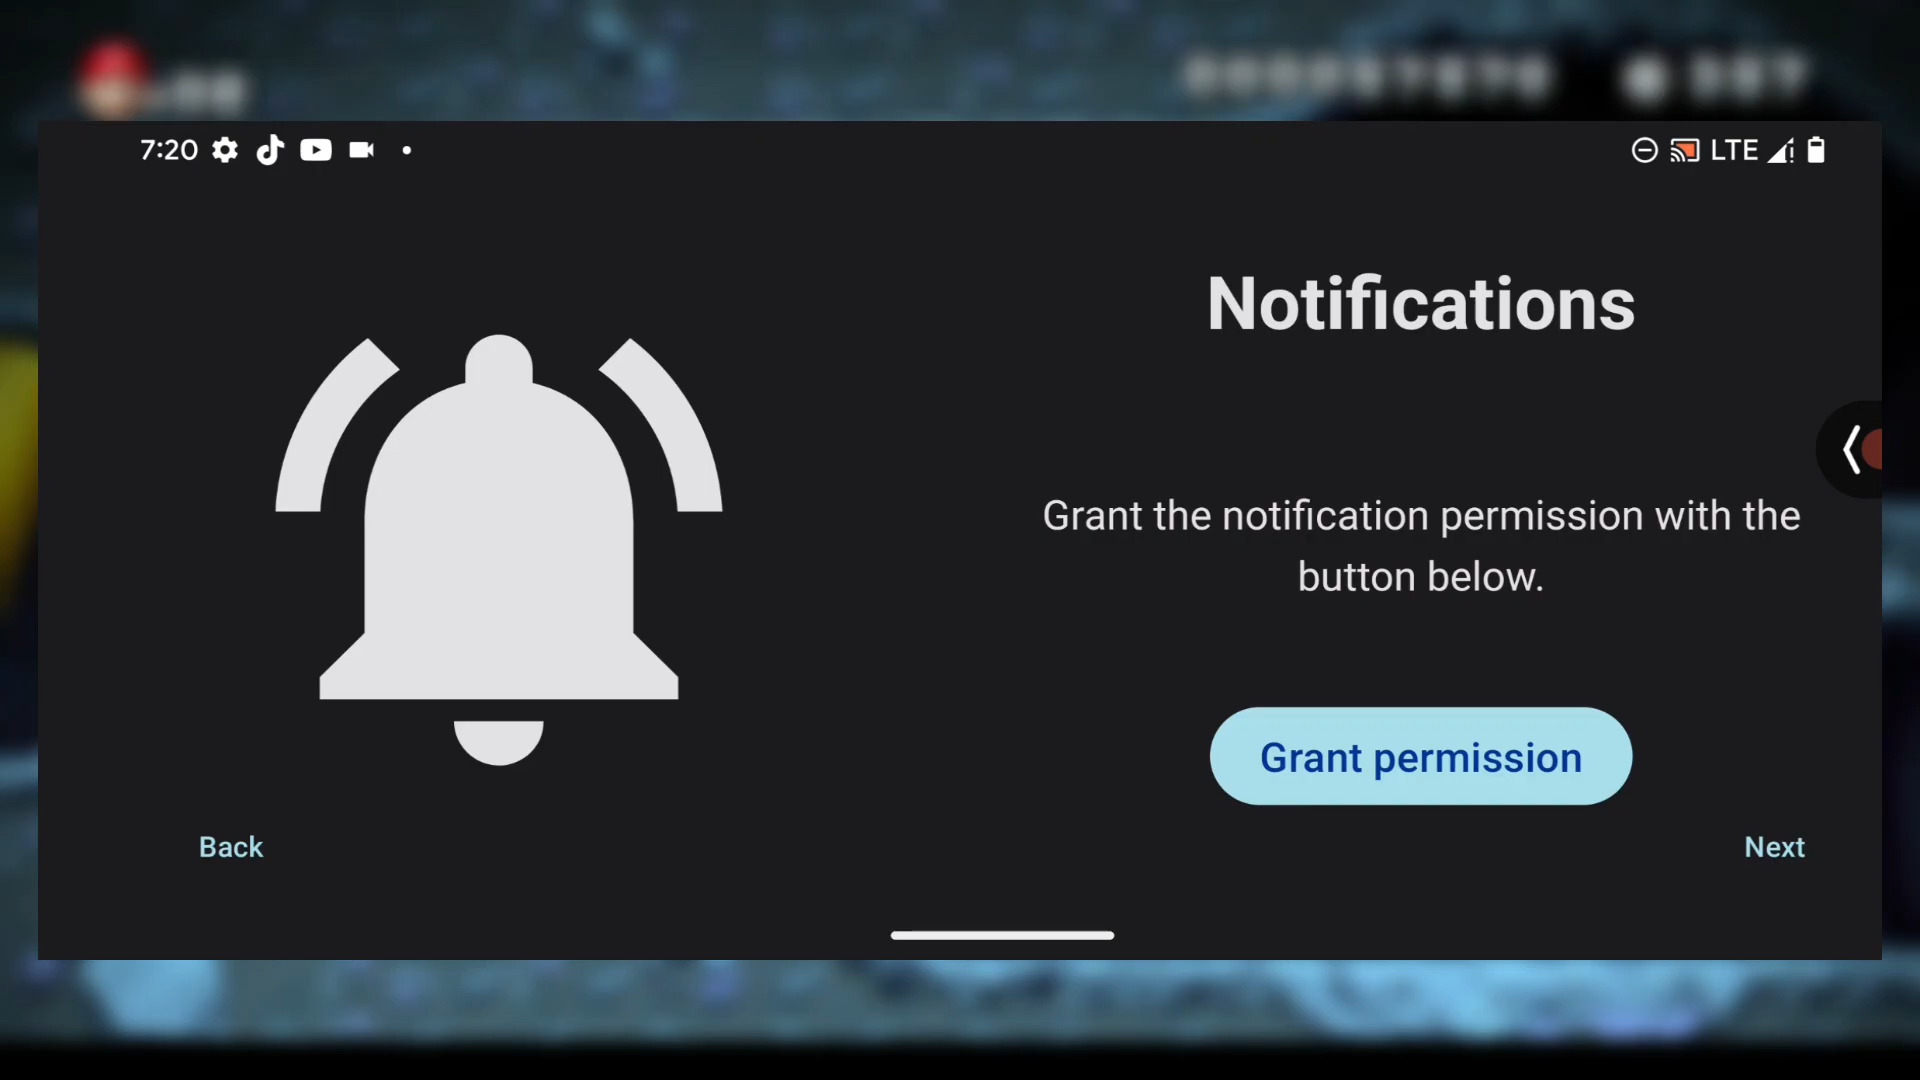 7:20
LTE
Notifications
Grant the notification permission with the
button below.
Grant permission
Back
Next